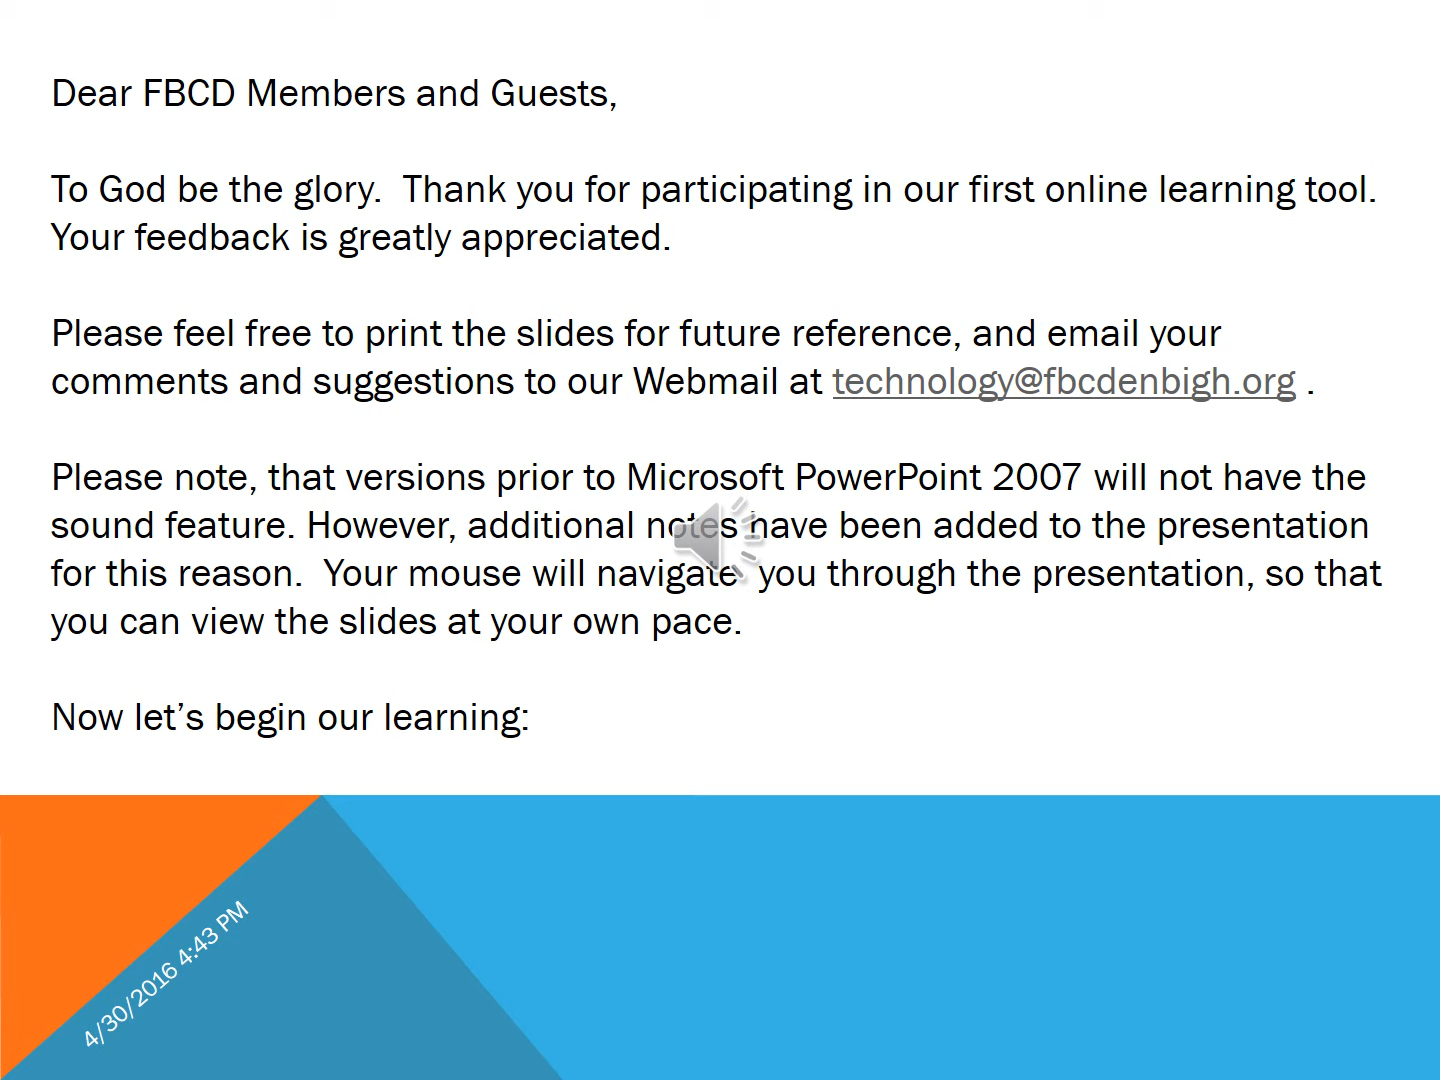 Dear FBCD Members and Guests,
To God be the glory.  Thank you for participating in our first online learning tool.
Your feedback is greatly appreciated.
Please feel free to print the slides for future reference, and email your
comments and suggestions to our Webmail at technology@fbcdenbigh.org .
Please note, that versions prior to Microsoft PowerPoint 2007 will not have the
sound feature. However, additional notes have been added to the presentation
for this reason.  Your mouse will navigate  you through the presentation, so that
you can view the slides at your own pace.
Now let’s begin our learning:
4/30/2016 4:43 PM